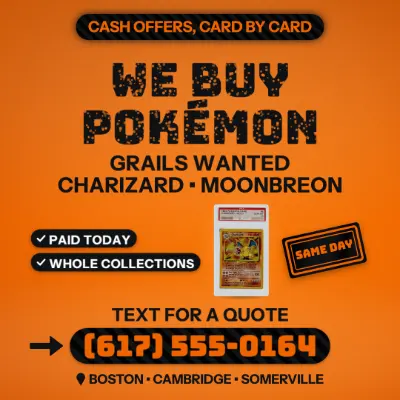 CASH OFFERS, CARD BY CARD
WE BUY
POKÉMON
GRAILS WANTED
CHARIZARD ▪ MOONBREON
PAID TODAY
WHOLE COLLECTIONS
SAME DAY
TEXT FOR A QUOTE
(617) 555-0164
BOSTON ▪ CAMBRIDGE ▪ SOMERVILLE